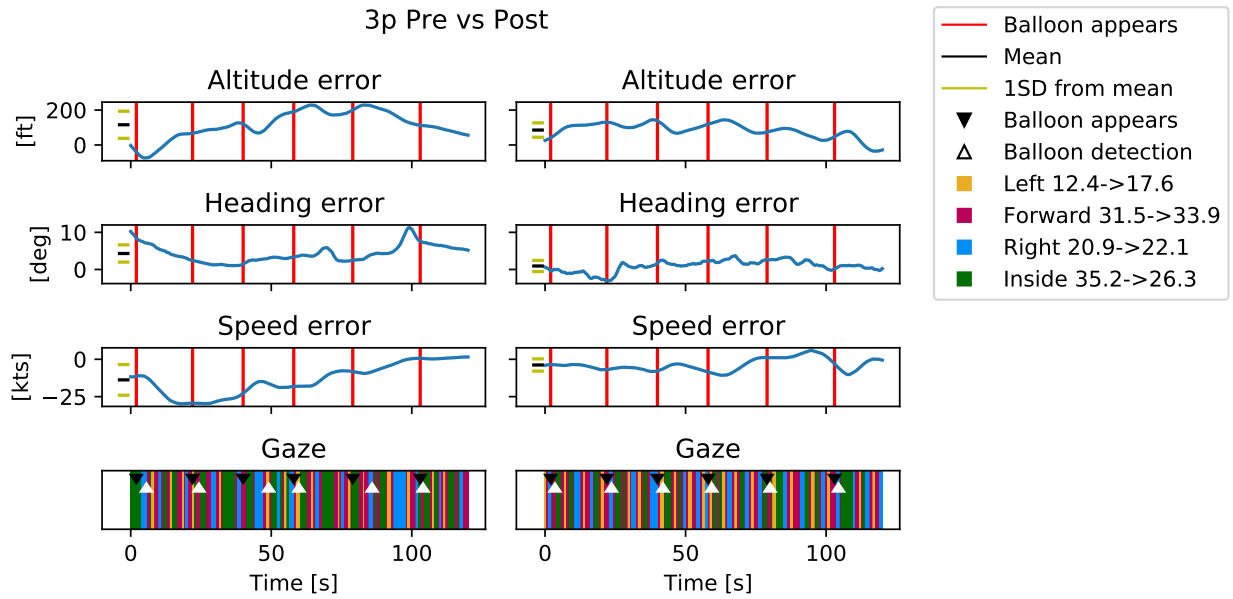 3p Pre vs Post
Altitude error
Altitude error
[ft]
200
0
Heading error
Heading error
[deg]
10
0
Speed error
Speed error
[kts]
0
−25
Gaze
Gaze
0
50
100
0
50
100
Time [s]
Time [s]
Balloon appears
Mean
1SD from mean
Balloon appears
Balloon detection
Left 12.4->17.6
Forward 31.5->33.9
Right 20.9->22.1
Inside 35.2->26.3